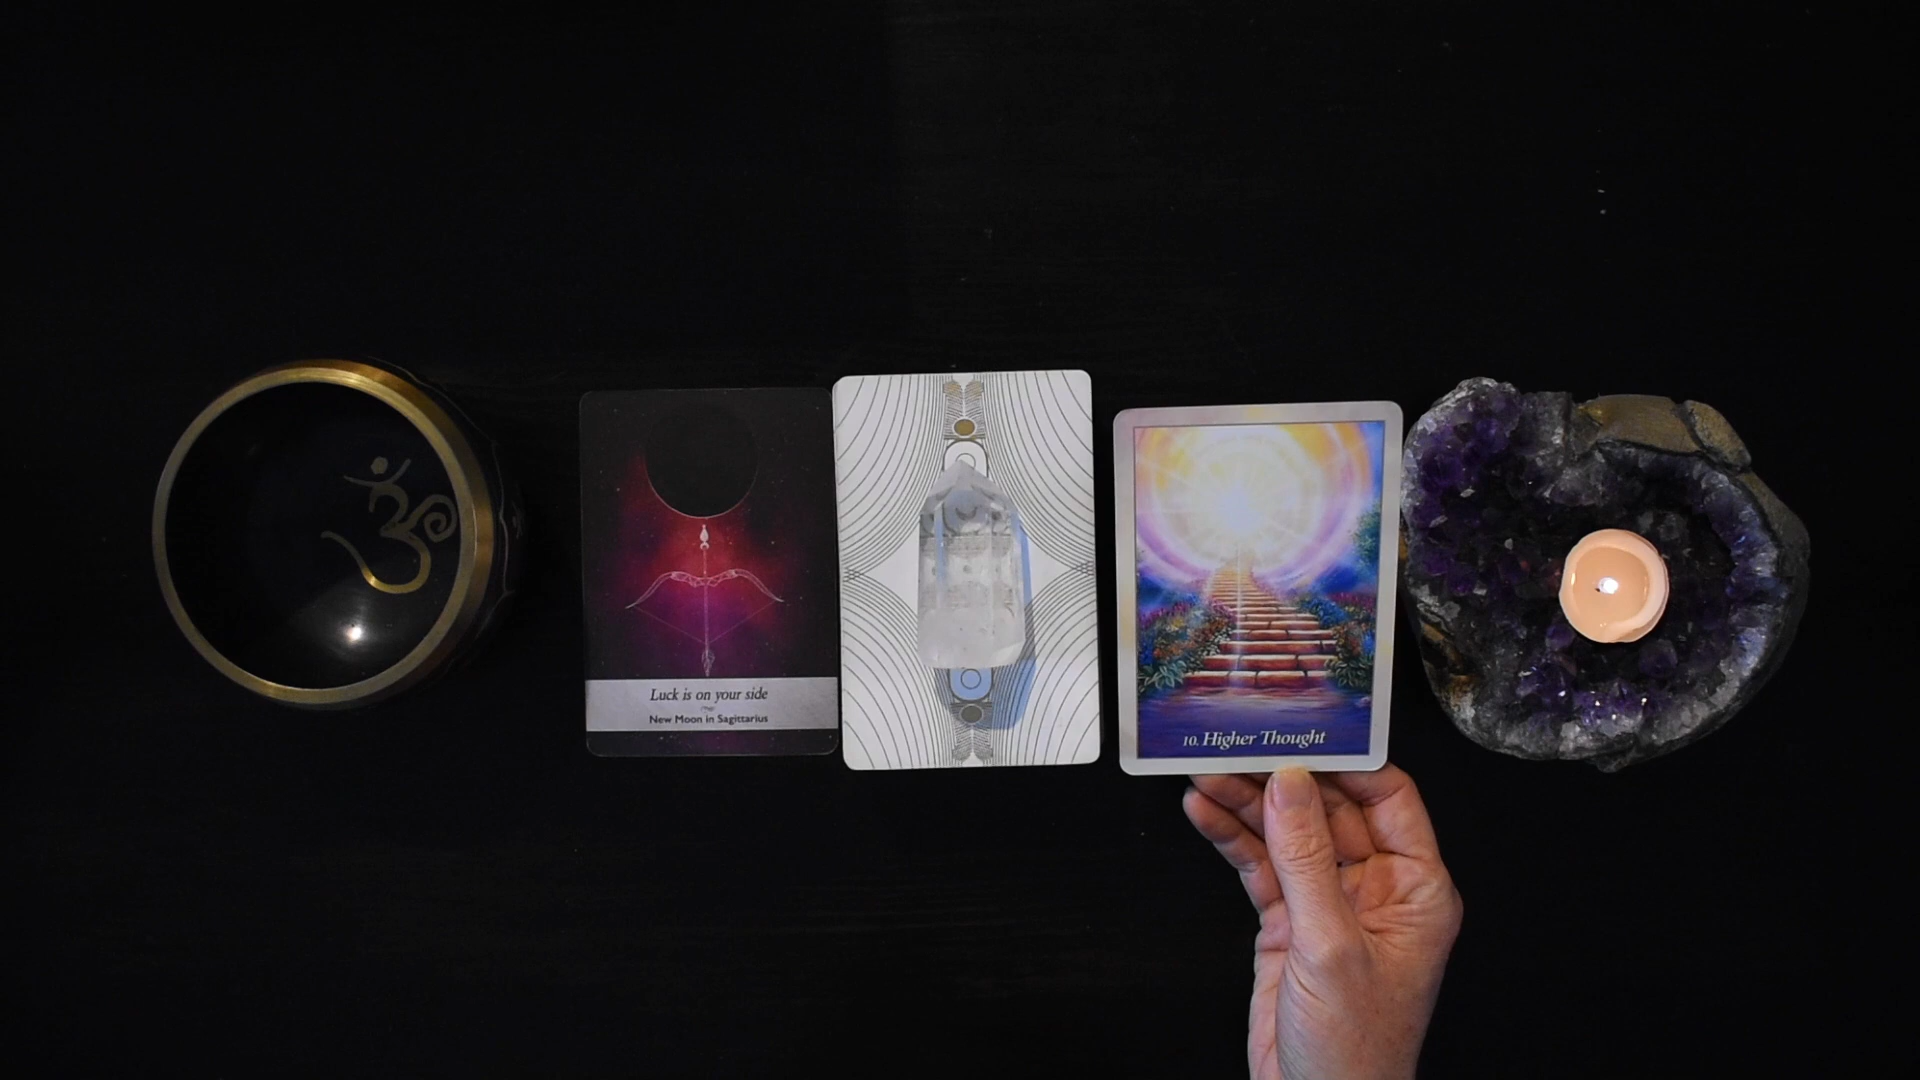 Luck is on your side
New Moon in Sagittarius
10. Higher Thought
ॐ